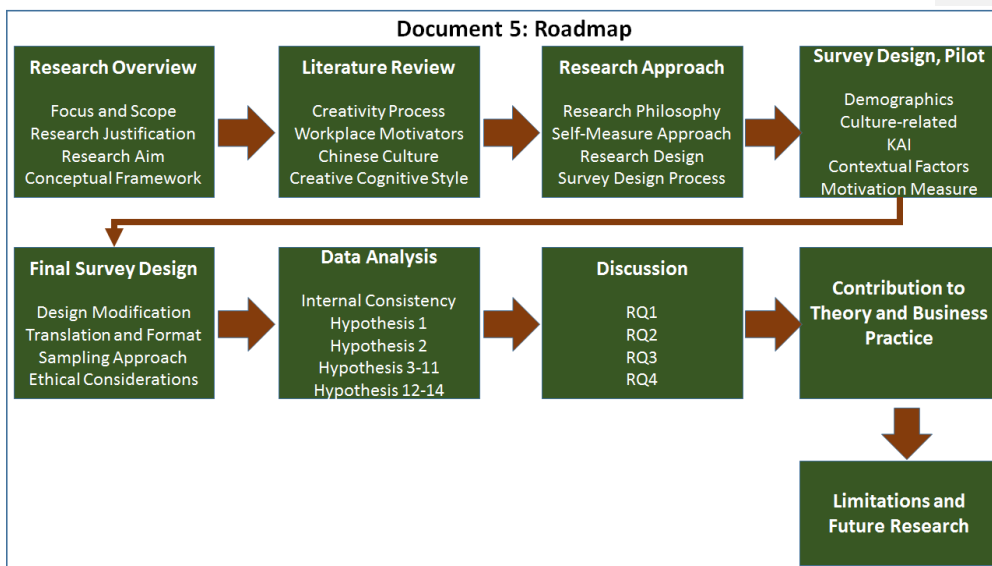 Document 5: Roadmap
Research Overview
Focus and Scope
Research Justification
Research Aim
Conceptual Framework
Literature Review
Creativity Process
Workplace Motivators
Chinese Culture
Creative Cognitive Style
Research Approach
Research Philosophy
Self-Measure Approach
Research Design
Survey Design Process
Survey Design, Pilot
Demographics
Culture-related
KAI
Contextual Factors
Motivation Measure
Final Survey Design
Design Modification
Translation and Format
Sampling Approach
Ethical Considerations
Data Analysis
Internal Consistency
Hypothesis 1
Hypothesis 2
Hypothesis 3-11
Hypothesis 12-14
Discussion
RQ1
RQ2
RQ3
RQ4
Contribution to
Theory and Business
Practice
Limitations and
Future Research